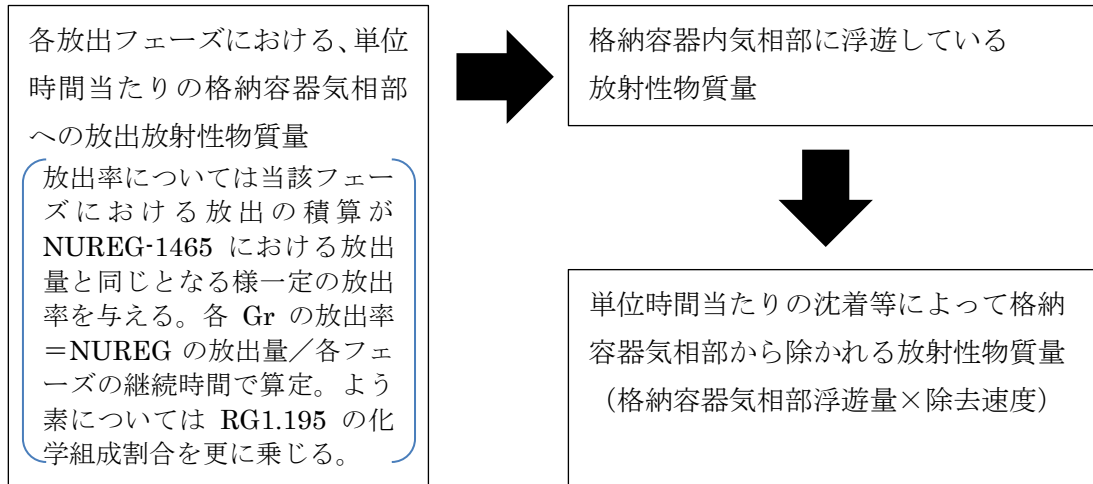 各放出フェーズにおける、単位
時間当たりの格納容器気相部
への放出放射性物質量
放出率については当該フェー
ズにおける放出の積算が
NUREG-1465 における放出
量と同じとなる様一定の放出
率を与える。各 Gr の放出率
＝NUREG の放出量／各フェ
ーズの継続時間で算定。よう
素については RG1.195 の化
学組成割合を更に乗じる。
格納容器内気相部に浮遊している
放射性物質量
単位時間当たりの沈着等によって格納
容器気相部から除かれる放射性物質量
（格納容器気相部浮遊量×除去速度）